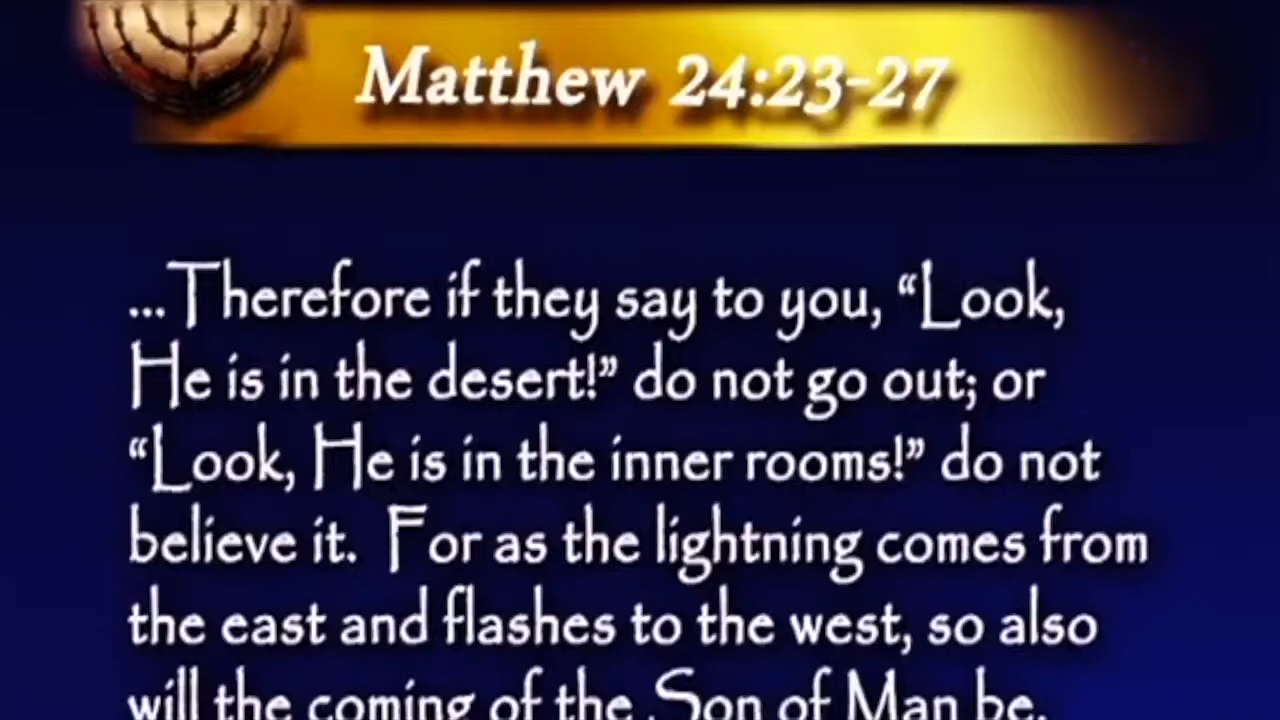 Matthew 24:23-27
...Therefore if they say to you, “Look,
He is in the desert!” do not go out; or
“Look, He is in the inner rooms!” do not
believe it.  For as the lightning comes from
the east and flashes to the west, so also
will the coming of the Son of Man be.